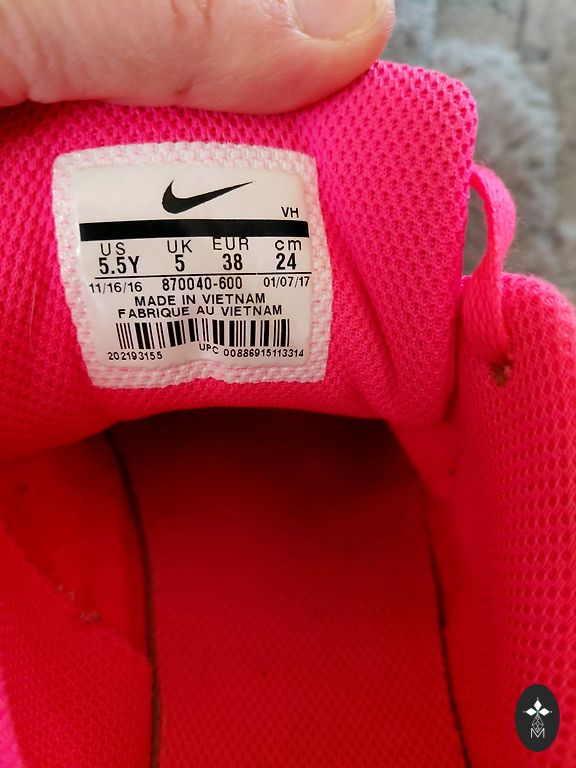 VH
US UK EUR cm
5.5Y 5 38 24
11/16/16 870040-600 01/07/17
MADE IN VIETNAM
FABRIQUE AU VIETNAM
202193155 UPC 00886915113314
M